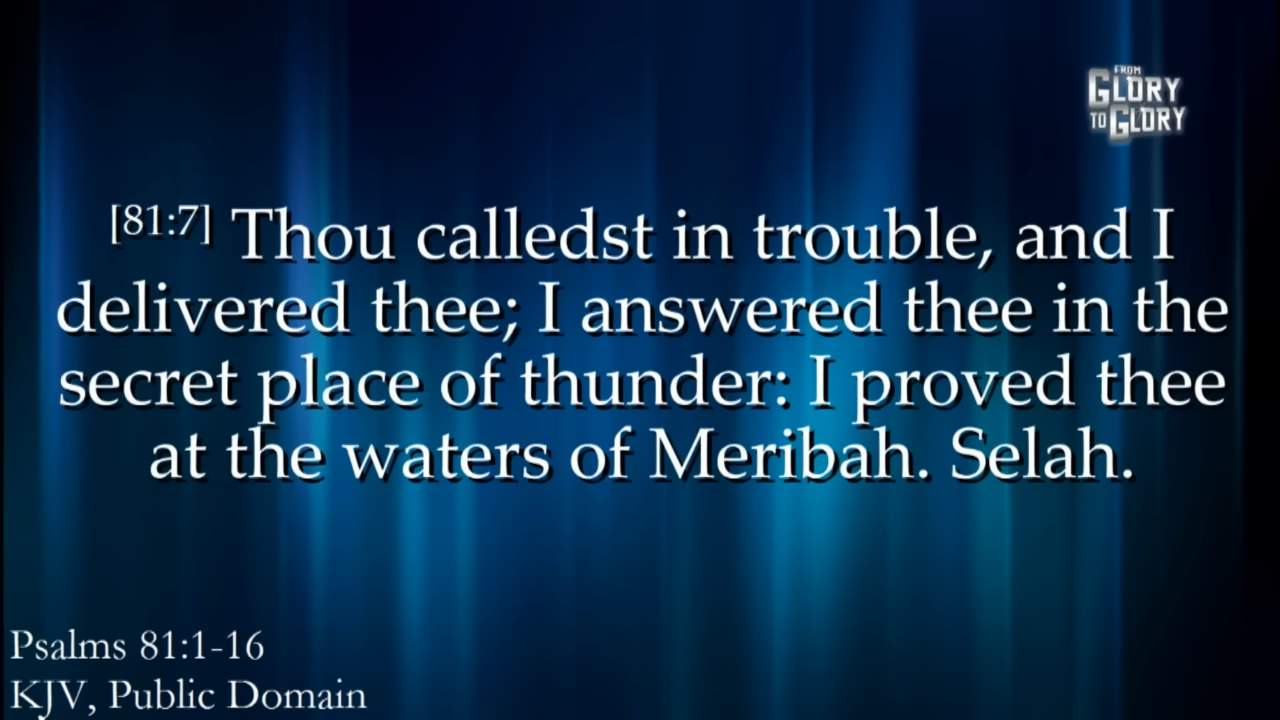 FROM
GLORY
TO GLORY
[81:7] Thou calledst in trouble, and I
delivered thee; I answered thee in the
secret place of thunder: I proved thee
at the waters of Meribah. Selah.
Psalms 81:1-16
KJV, Public Domain